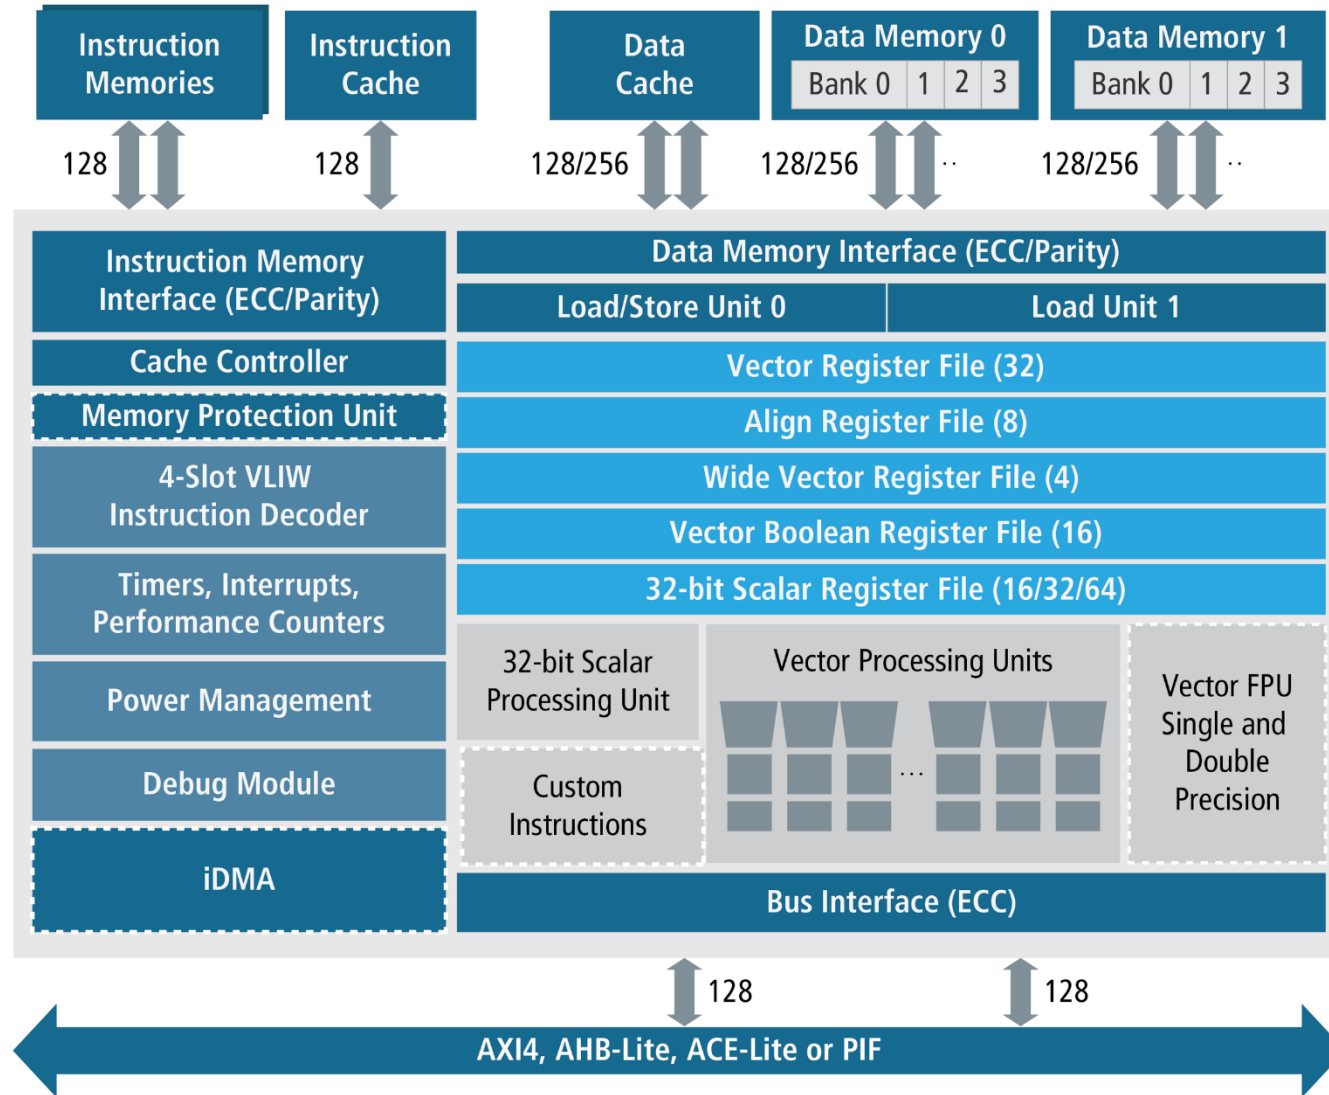 Instruction
Memories
Instruction
Cache
Data
Cache
Data Memory 0
Bank 0 1 2 3
Data Memory 1
Bank 0 1 2 3
128
128
128/256
128/256 ..
128/256 ..
Instruction Memory
Interface (ECC/Parity)
Cache Controller
Memory Protection Unit
4-Slot VLIW
Instruction Decoder
Timers, Interrupts,
Performance Counters
Power Management
Debug Module
iDMA
Data Memory Interface (ECC/Parity)
Load/Store Unit 0
Load Unit 1
Vector Register File (32)
Align Register File (8)
Wide Vector Register File (4)
Vector Boolean Register File (16)
32-bit Scalar Register File (16/32/64)
32-bit Scalar
Processing Unit
Custom
Instructions
Vector Processing Units
...
Vector FPU
Single and
Double
Precision
Bus Interface (ECC)
128
128
AXI4, AHB-Lite, ACE-Lite or PIF